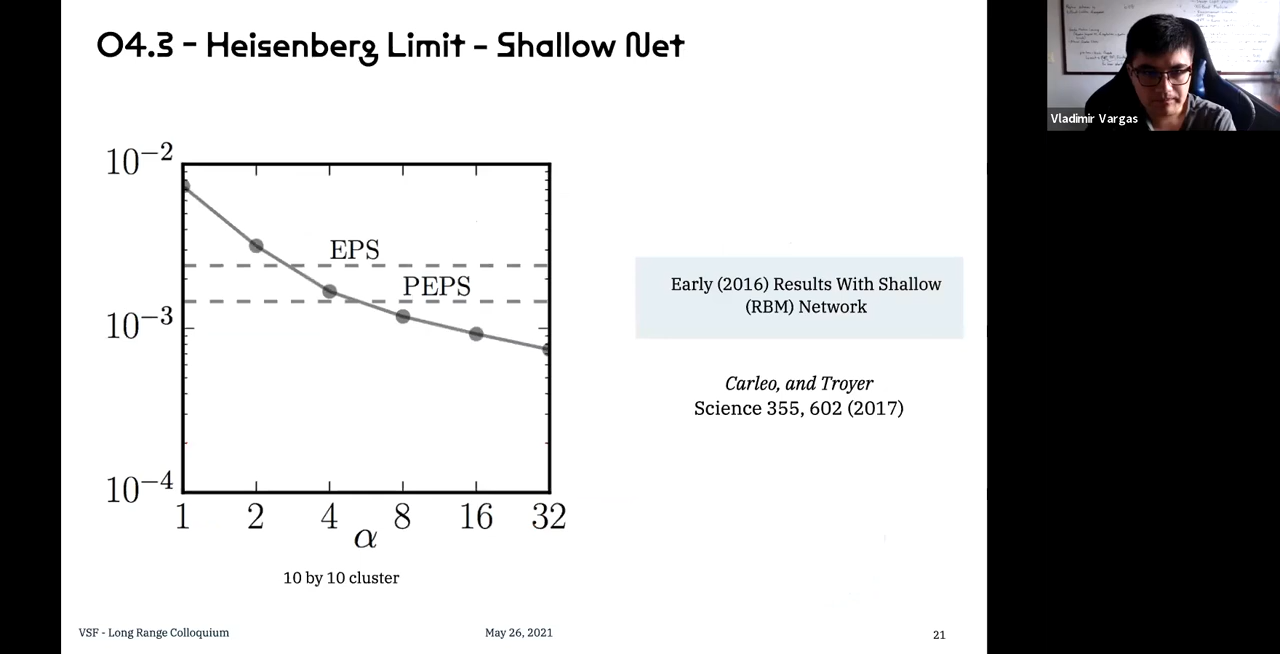 04.3 - Heisenberg Limit - Shallow Net
Vladimir Vargas
10−2
EPS
PEPS
10−3
10−4
1 2 4 8 16 32
α
10 by 10 cluster
Early (2016) Results With Shallow
(RBM) Network
Carleo, and Troyer
Science 355, 602 (2017)
VSF - Long Range Colloquium
May 26, 2021
21